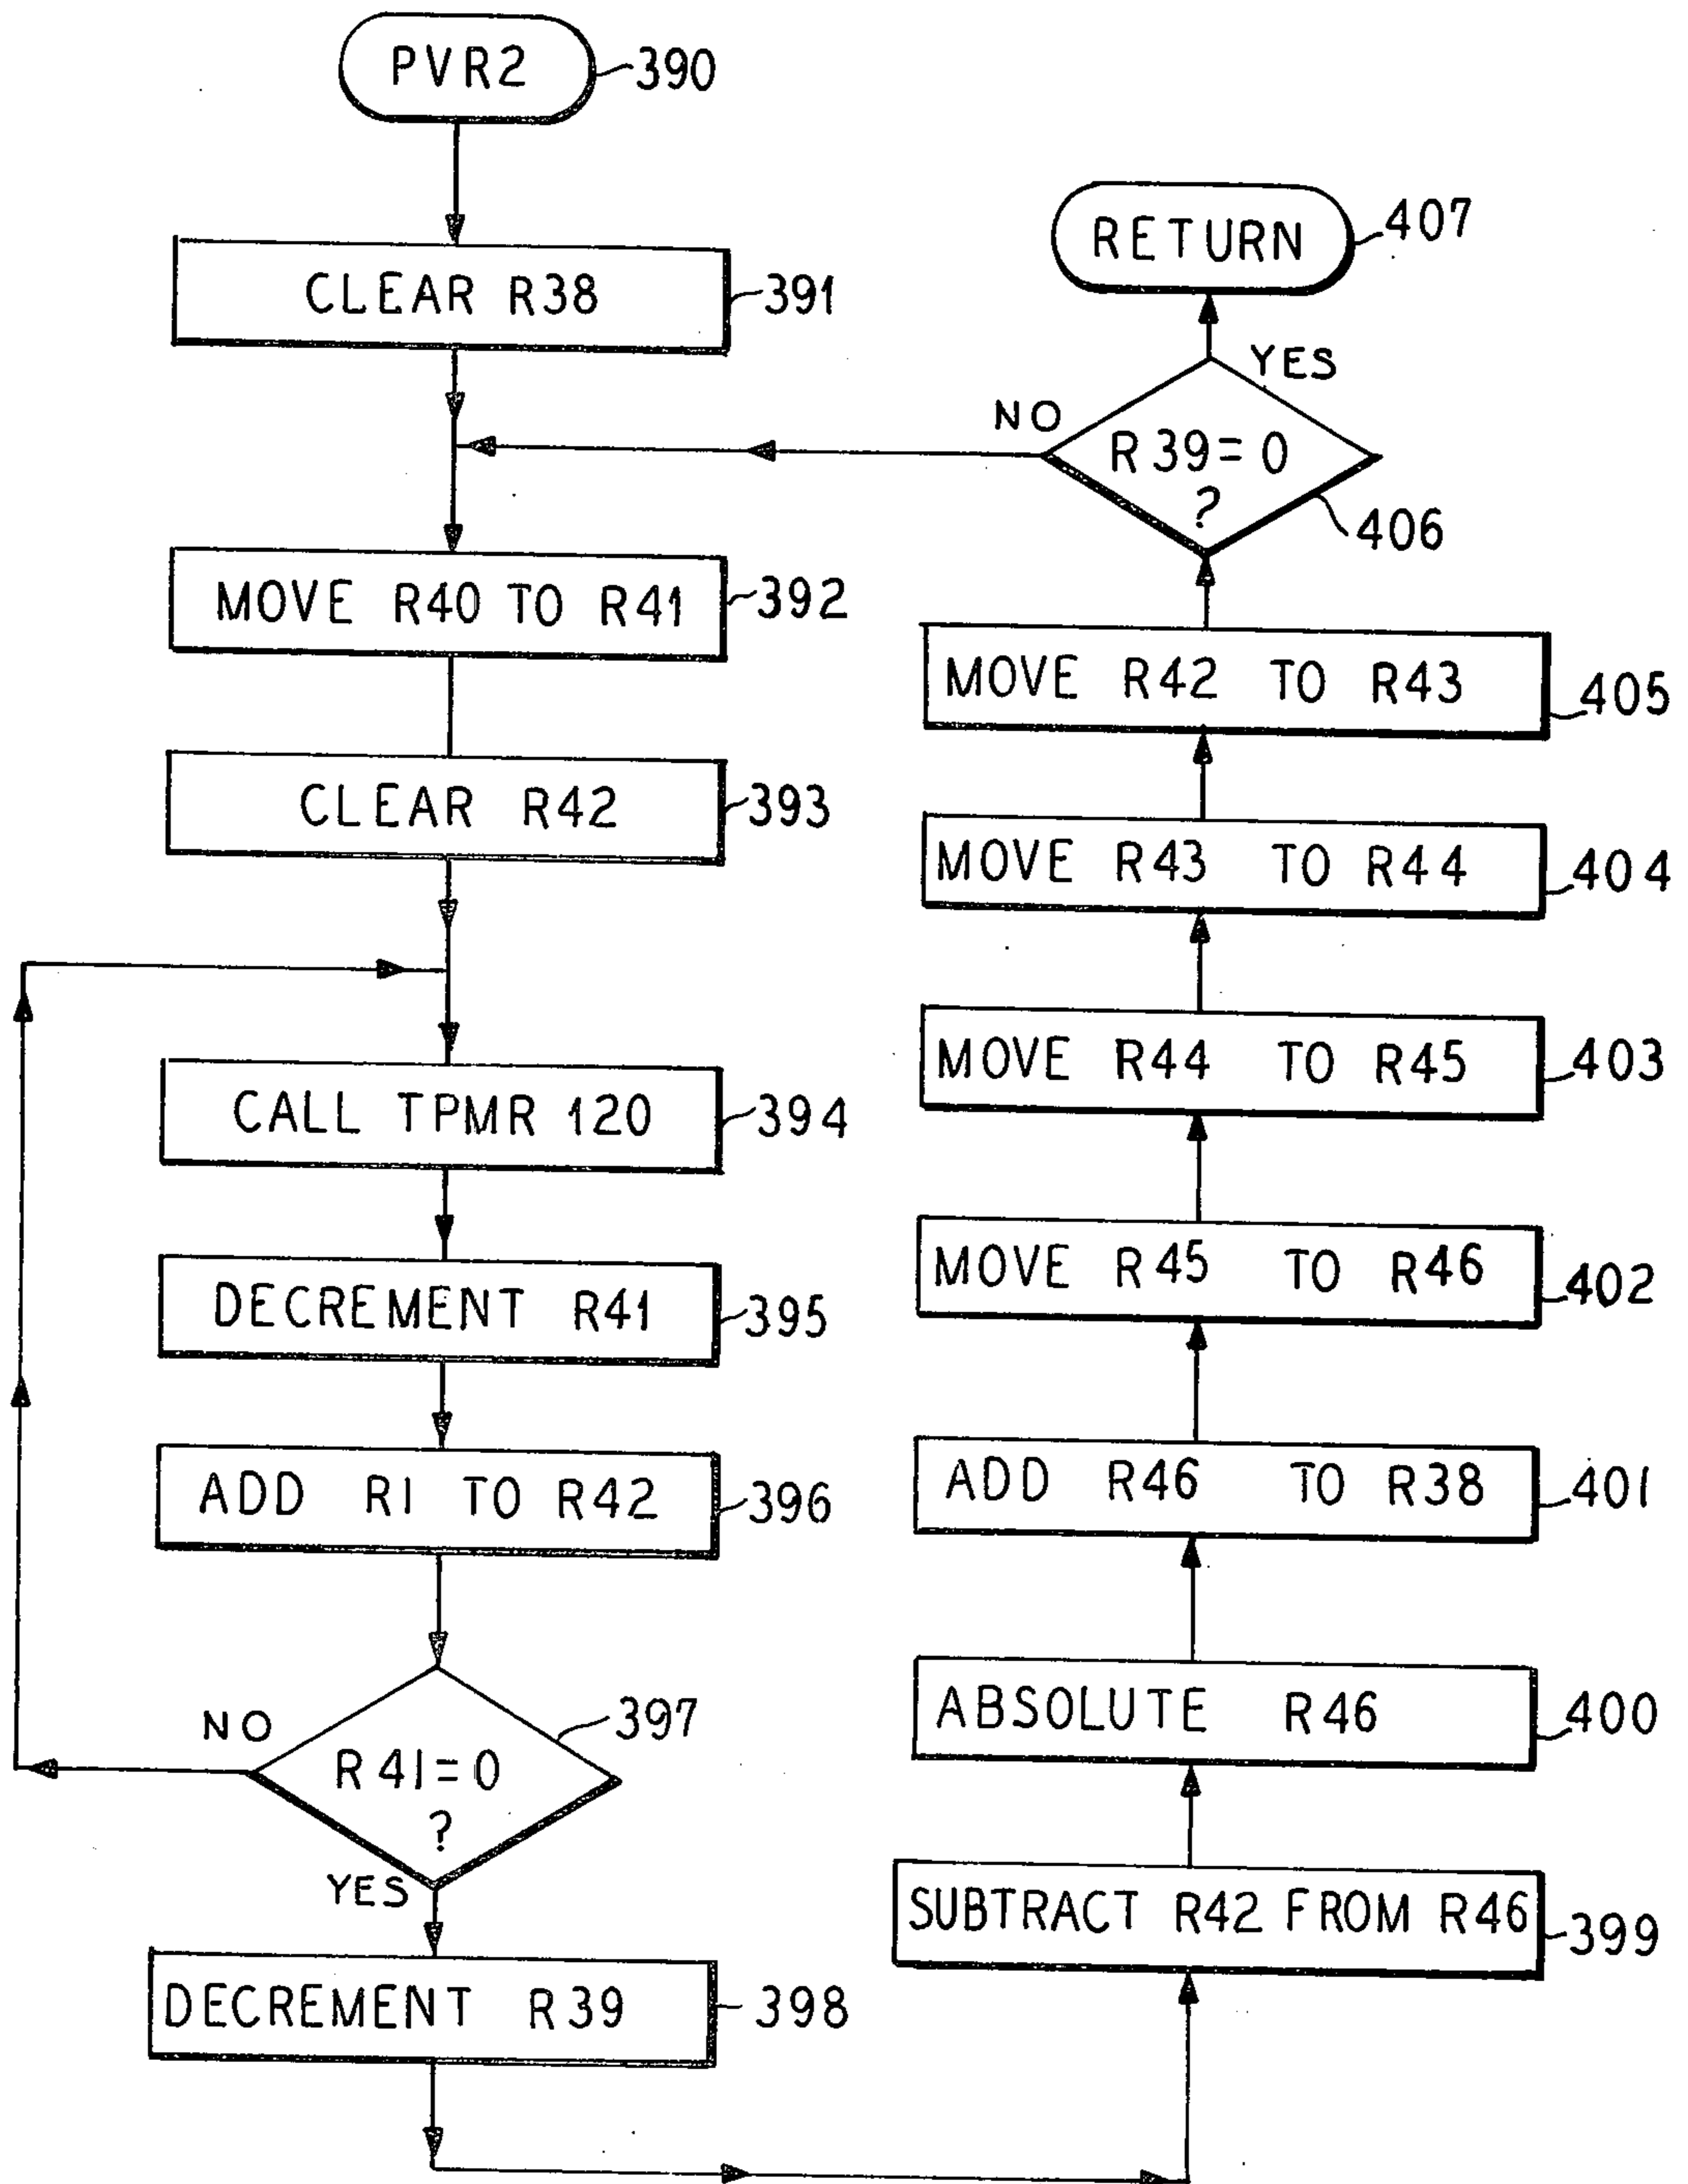 PVR2 390
CLEAR R38 391
MOVE R40 TO R41 392
CLEAR R42 393
CALL TPMR 120 394
DECREMENT R41 395
ADD R1 TO R42 396
397
NO
R41=0
?
YES
DECREMENT R39 398
SUBTRACT R42 FROM R46 399
ABSOLUTE R46 400
ADD R46 TO R38 401
MOVE R45 TO R46 402
MOVE R44 TO R45 403
MOVE R43 TO R44 404
MOVE R42 TO R43 405
YES
NO
R39=0
?
406
RETURN 407